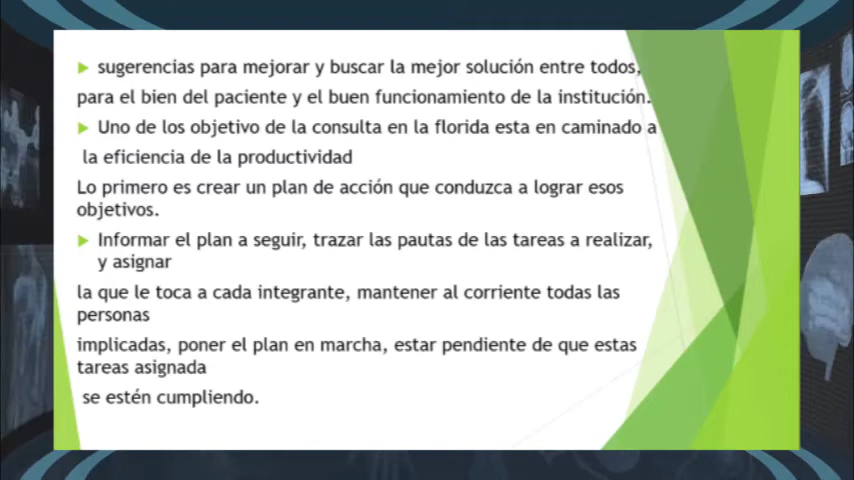 sugerencias para mejorar y buscar la mejor solución entre todos,
para el bien del paciente y el buen funcionamiento de la institución.
Uno de los objetivo de la consulta en la florida esta en caminado a
la eficiencia de la productividad
Lo primero es crear un plan de acción que conduzca a lograr esos
objetivos.
Informar el plan a seguir, trazar las pautas de las tareas a realizar,
y asignar
la que le toca a cada integrante, mantener al corriente todas las
personas
implicadas, poner el plan en marcha, estar pendiente de que estas
tareas asignada
se estén cumpliendo.